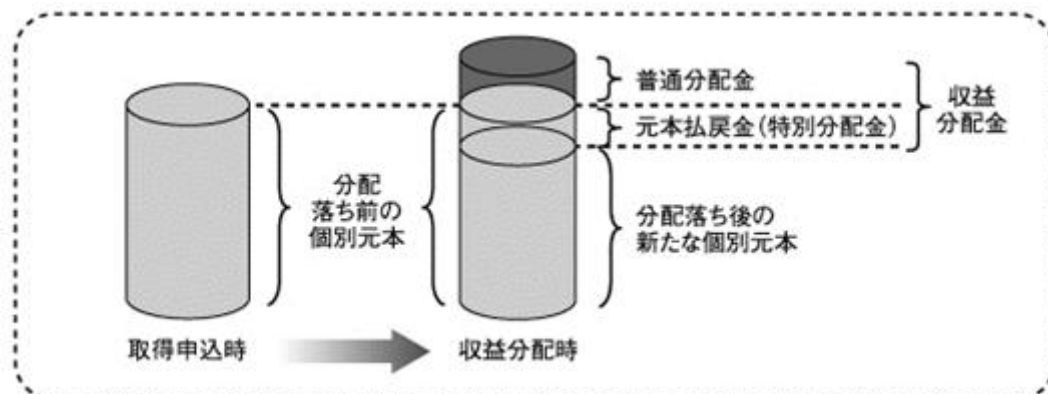 普通分配金
収益
分配金
元本払戻金(特別分配金)
分配
落ち前の
個別元本
分配落ち後の
新たな個別元本
取得申込時
収益分配時